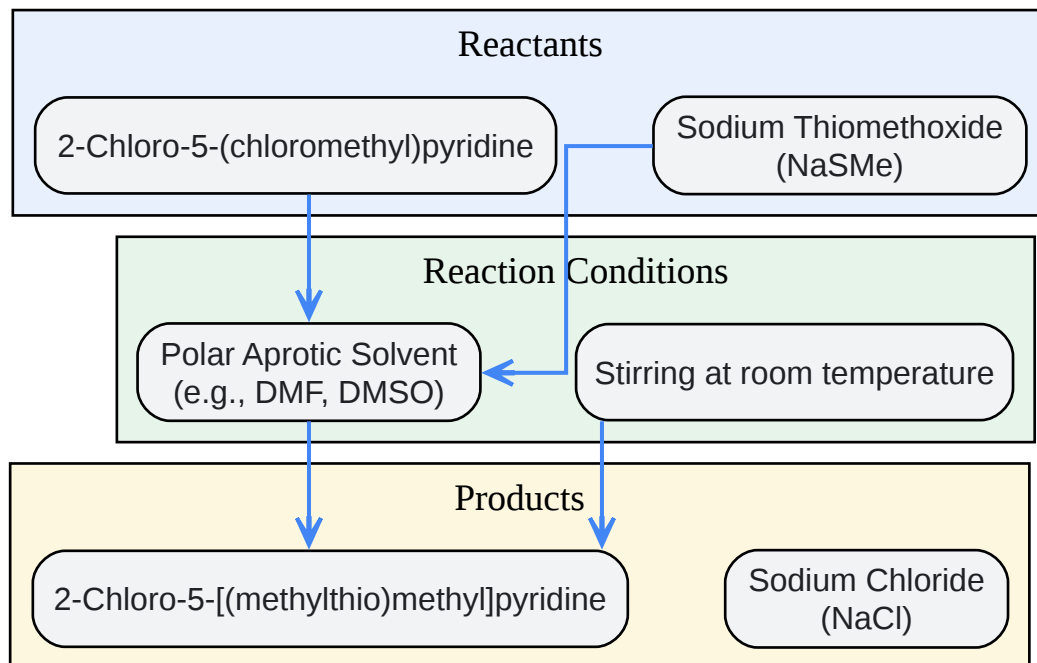 Reactants
2-Chloro-5-(chloromethyl)pyridine
Sodium Thiomethoxide
(NaSMe)
Reaction Conditions
Polar Aprotic Solvent
(e.g., DMF, DMSO)
Stirring at room temperature
Products
2-Chloro-5-[(methylthio)methyl]pyridine
Sodium Chloride
(NaCl)